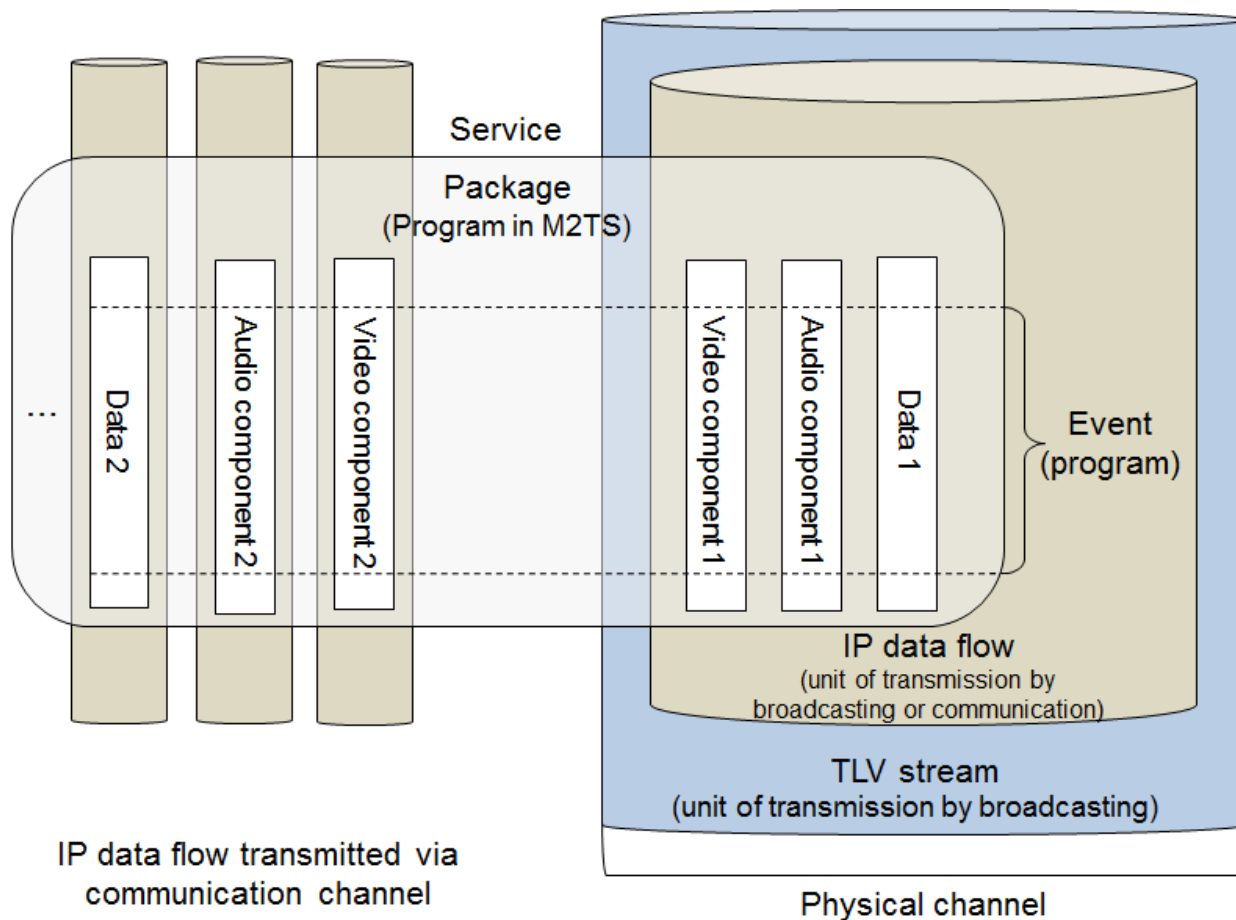 Service
Package
(Program in M2TS)
...
Data 2
Audio component 2
Video component 2
Video component 1
Audio component 1
Data 1
Event
(program)
IP data flow
(unit of transmission by
broadcasting or communication)
TLV stream
(unit of transmission by broadcasting)
IP data flow transmitted via
communication channel
Physical channel